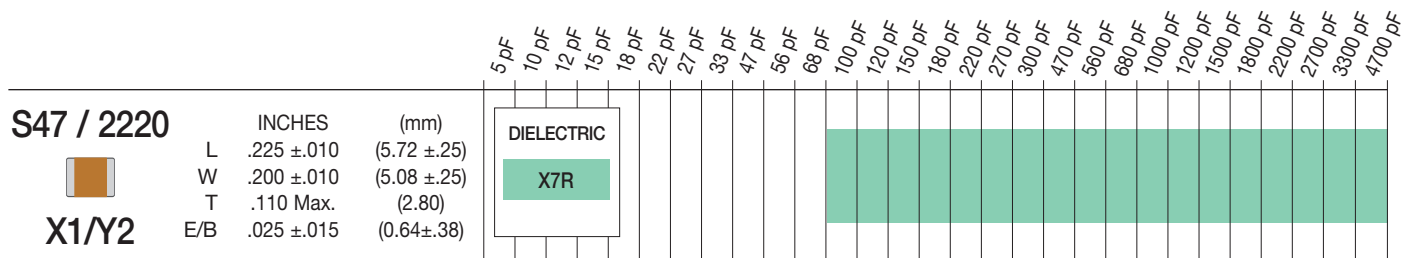 5 pF 10 pF 12 pF 15 pF 18 pF 22 pF 27 pF 33 pF 47 pF 56 pF 68 pF 100 pF 120 pF 150 pF 180 pF 220 pF 270 pF 300 pF 470 pF 560 pF 680 pF 1000 pF 1200 pF 1500 pF 1800 pF 2200 pF 2700 pF 3300 pF 4700 pF
S47 / 2220
X1/Y2
INCHES (mm)
L .225 ±.010 (5.72 ±.25)
W .200 ±.010 (5.08 ±.25)
T .110 Max. (2.80)
E/B .025 ±.015 (0.64±.38)
DIELECTRIC
X7R